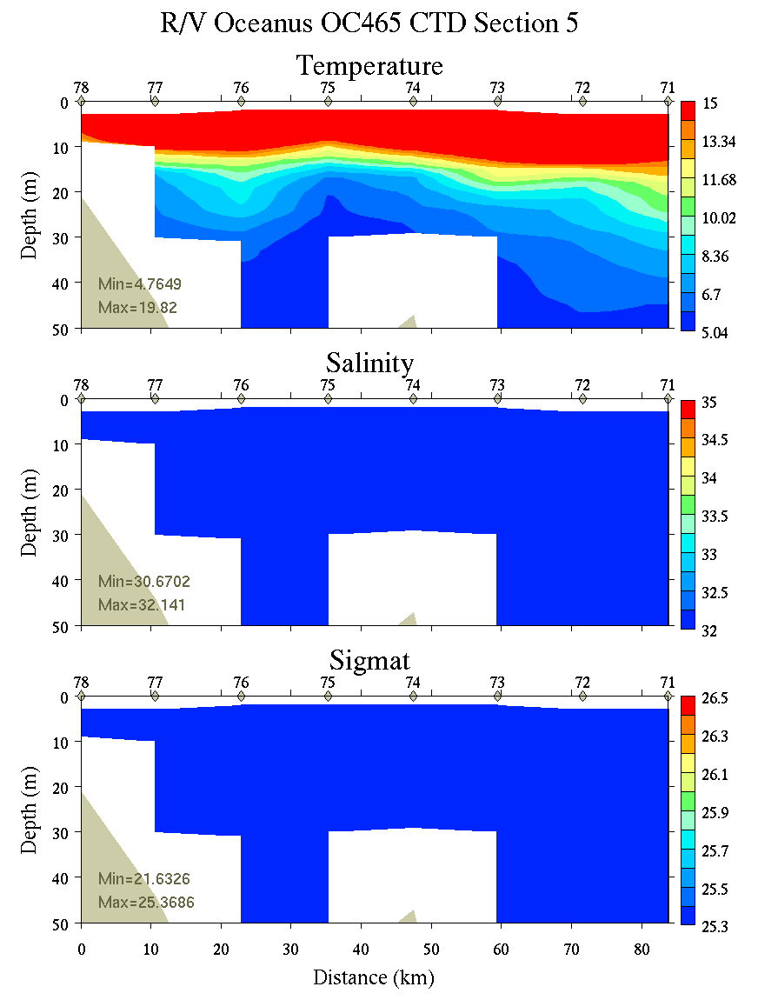 R/V Oceanus OC465 CTD Section 5
Temperature
78 77 76 75 74 73 72 71
0
10
20
30
40
50
Depth (m)
Min=4.7649
Max=19.82
15
13.34
11.68
10.02
8.36
6.7
5.04
Salinity
78 77 76 75 74 73 72 71
0
10
20
30
40
50
Depth (m)
Min=30.6702
Max=32.141
35
34.5
34
33.5
33
32.5
32
Sigmat
78 77 76 75 74 73 72 71
0
10
20
30
40
50
Depth (m)
Min=21.6326
Max=25.3686
26.5
26.3
26.1
25.9
25.7
25.5
25.3
0 10 20 30 40 50 60 70 80
Distance (km)